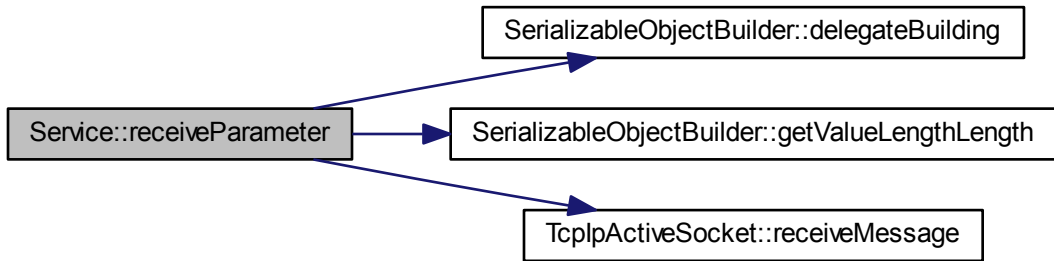 SerializableObjectBuilder::delegateBuilding
Service::receiveParameter
SerializableObjectBuilder::getValueLengthLength
TcpIpActiveSocket::receiveMessage